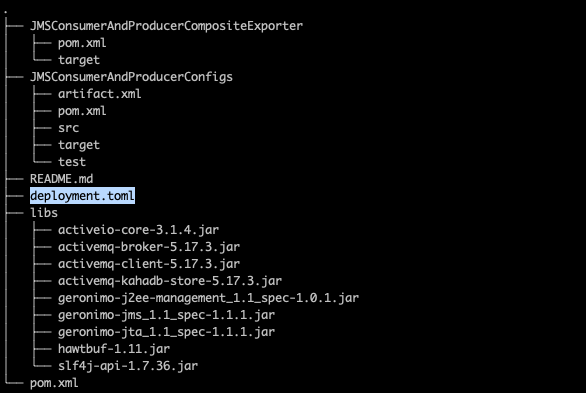 .
├── JMSConsumerAndProducerCompositeExporter
│   ├── pom.xml
│   └── target
├── JMSConsumerAndProducerConfigs
│   ├── artifact.xml
│   ├── pom.xml
│   ├── src
│   ├── target
│   └── test
├── README.md
├── deployment.toml
├── libs
│   ├── activeio-core-3.1.4.jar
│   ├── activemq-broker-5.17.3.jar
│   ├── activemq-client-5.17.3.jar
│   ├── activemq-kahadb-store-5.17.3.jar
│   ├── geronimo-j2ee-management_1.1_spec-1.0.1.jar
│   ├── geronimo-jms_1.1_spec-1.1.1.jar
│   ├── geronimo-jta_1.1_spec-1.1.1.jar
│   ├── hawtbuf-1.11.jar
│   └── slf4j-api-1.7.36.jar
└── pom.xml